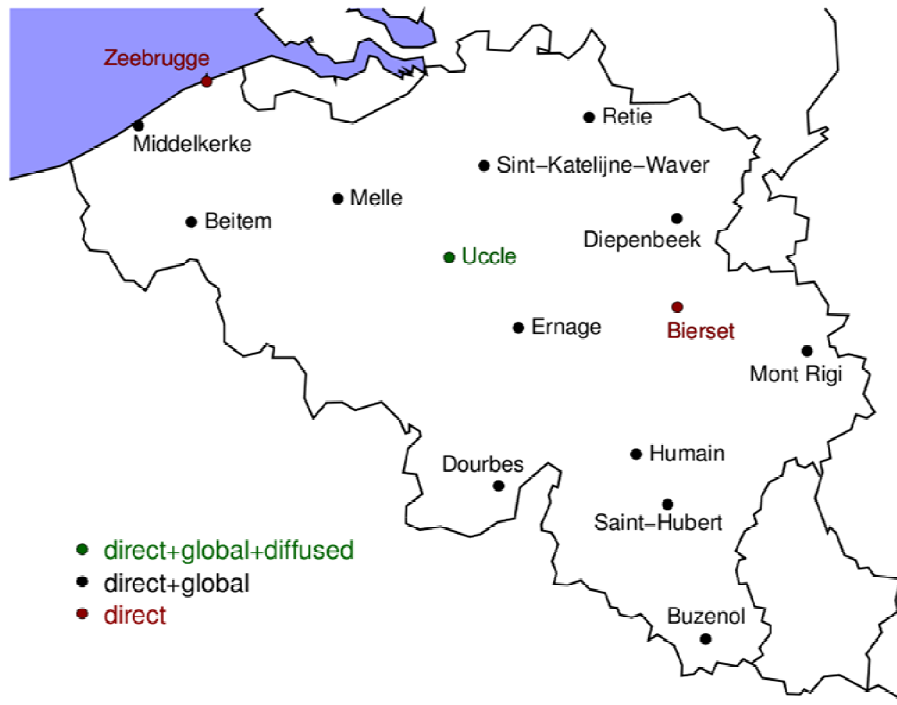 Zeebrugge
Middelkerke
Retie
Sint−Katelijne−Waver
Melle
Beitem
Diepenbeek
Uccle
Ernage
Bierset
Mont Rigi
Humain
Dourbes
Saint−Hubert
direct+global+diffused
direct+global
direct
Buzenol